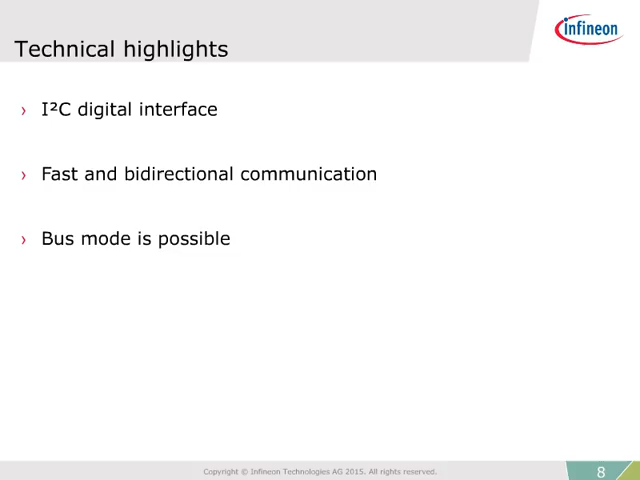 Technical highlights
infineon
› I²C digital interface
› Fast and bidirectional communication
› Bus mode is possible
Copyright © Infineon Technologies AG 2015. All rights reserved.
8